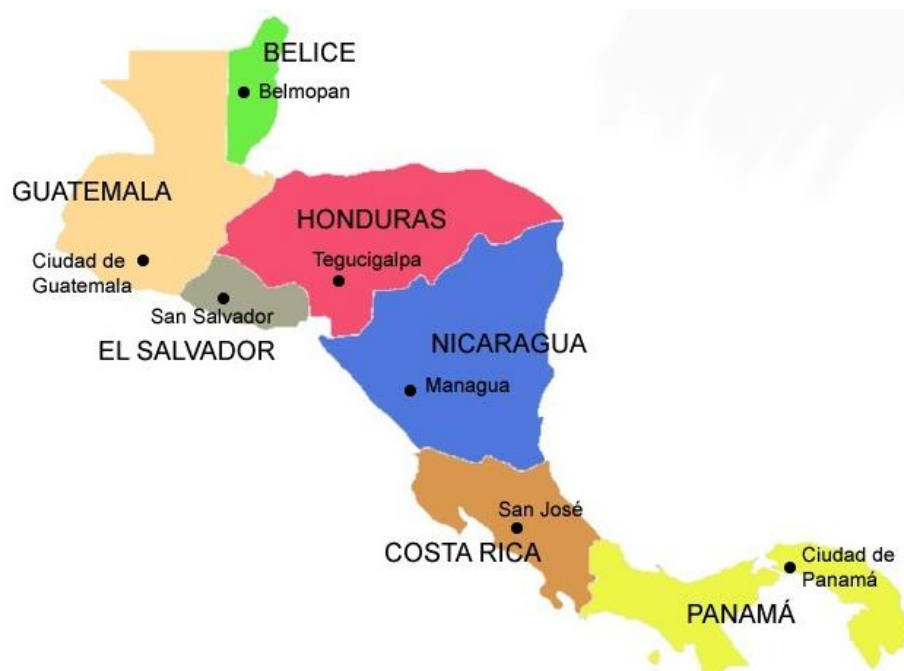 BELICE
Belmopan
GUATEMALA
HONDURAS
Ciudad de
Guatemala
Tegucigalpa
San Salvador
EL SALVADOR
NICARAGUA
Managua
San José
COSTA RICA
Ciudad de
Panamá
PANAMÁ